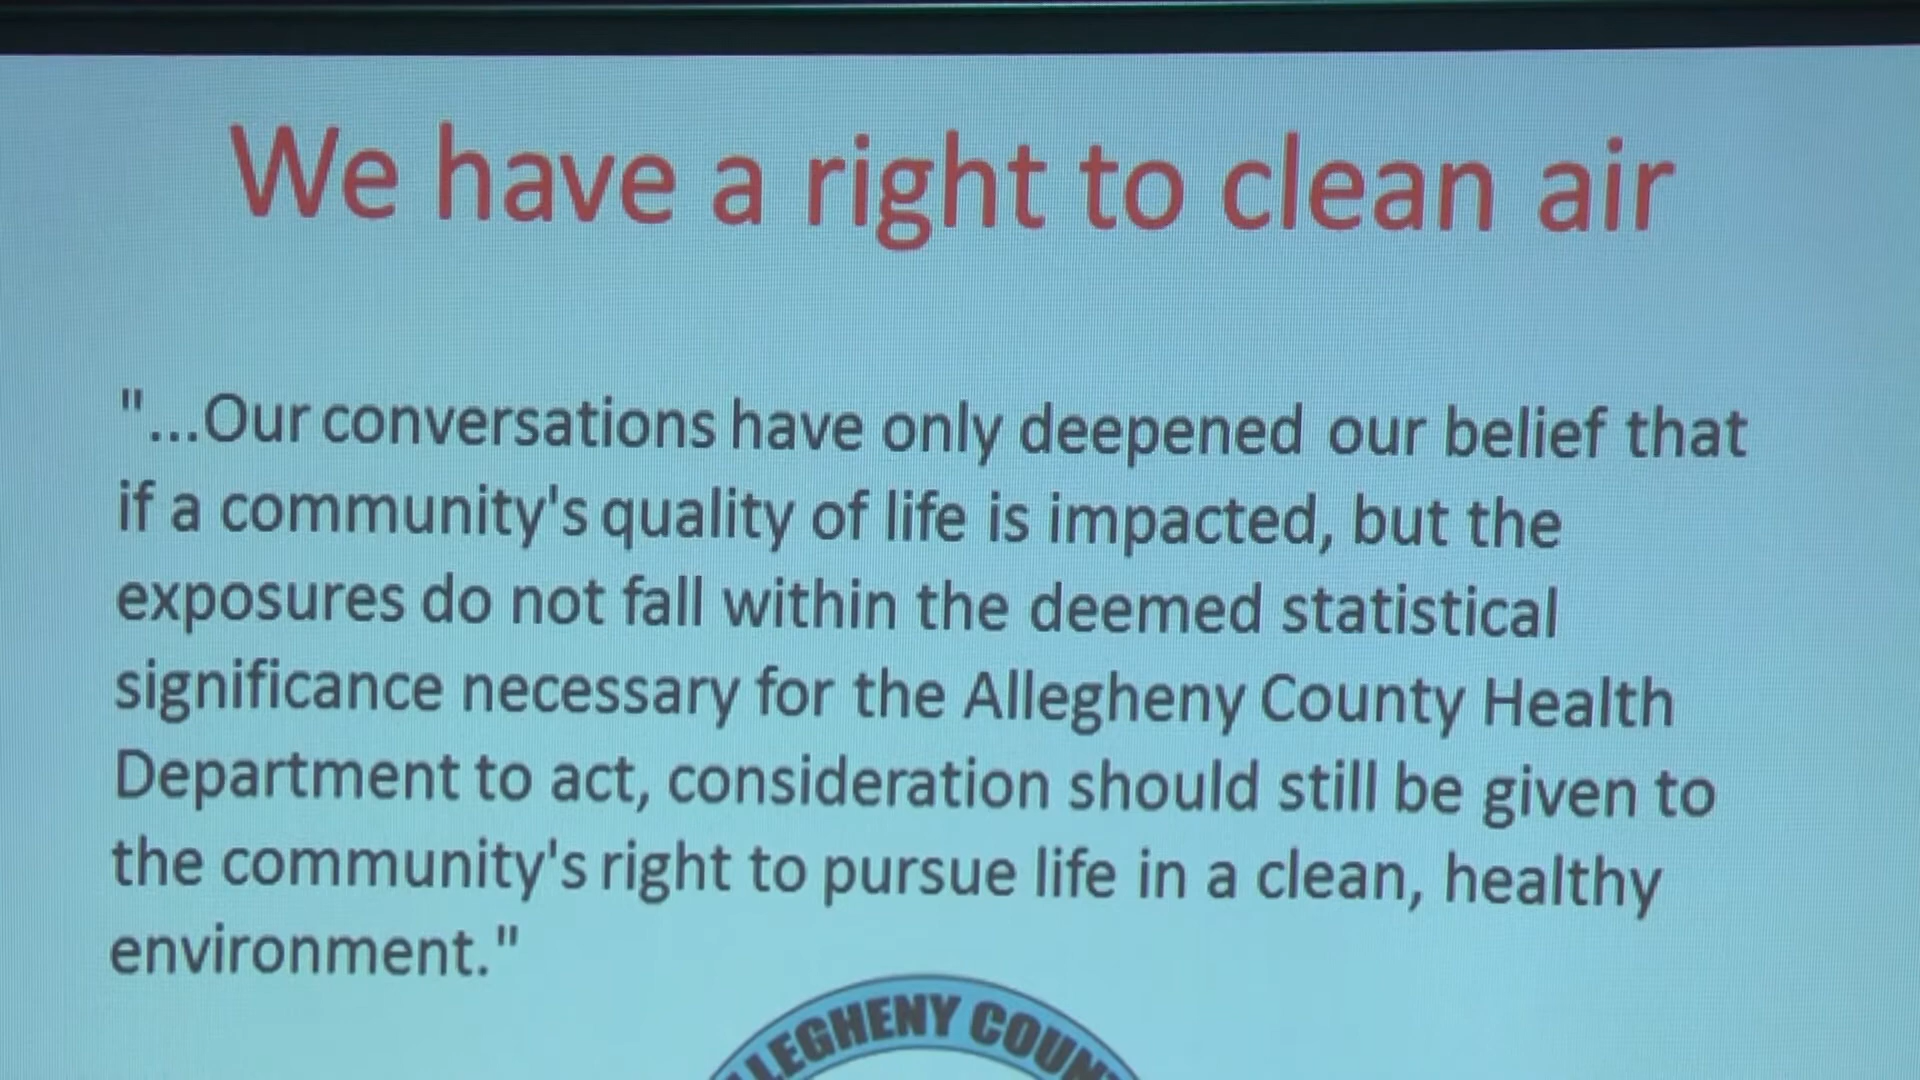 We have a right to clean air
"...Our conversations have only deepened our belief that
if a community's quality of life is impacted, but the
exposures do not fall within the deemed statistical
significance necessary for the Allegheny County Health
Department to act, consideration should still be given to
the community's right to pursue life in a clean, healthy
environment."
LLEGHENY COUN